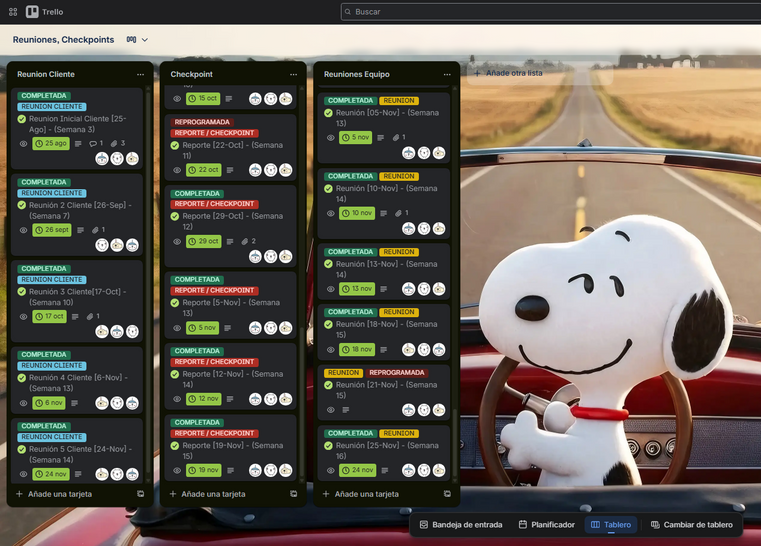 Trello
Buscar
Reuniones, Checkpoints
Reunion Cliente
COMPLETADA
REUNION CLIENTE
Reunion Inicial Cliente [25-
Ago] - (Semana 3)
25 ago
1
3
COMPLETADA
REUNION CLIENTE
Reunión 2 Cliente [26-Sep] -
(Semana 7)
26 sept
1
COMPLETADA
REUNION CLIENTE
Reunión 3 Cliente[17-Oct] -
(Semana 10)
17 oct
1
COMPLETADA
REUNION CLIENTE
Reunión 4 Cliente [6-Nov] -
(Semana 13)
6 nov
COMPLETADA
REUNION CLIENTE
Reunión 5 Cliente [24-Nov] -
(Semana 14)
24 nov
Añade una tarjeta
Checkpoint
15 oct
REPROGRAMADA
REPORTE / CHECKPOINT
Reporte [22-Oct] - (Semana
11)
22 oct
COMPLETADA
REPORTE / CHECKPOINT
Reporte [29-Oct] - (Semana
12)
29 oct
2
COMPLETADA
REPORTE / CHECKPOINT
Reporte [5-Nov] - (Semana
13)
5 nov
COMPLETADA
REPORTE / CHECKPOINT
Reporte [12-Nov] - (Semana
14)
12 nov
COMPLETADA
REPORTE / CHECKPOINT
Reporte [19-Nov] - (Semana
15)
19 nov
Añade una tarjeta
Reuniones Equipo
COMPLETADA REUNION
Reunión [05-Nov] - (Semana
13)
5 nov
1
COMPLETADA REUNION
Reunión [10-Nov] - (Semana
14)
10 nov
1
COMPLETADA REUNION
Reunión [13-Nov] - (Semana
14)
13 nov
COMPLETADA REUNION
Reunión [18-Nov] - (Semana
15)
18 nov
REUNION REPROGRAMADA
Reunión [21-Nov] - (Semana
15)
COMPLETADA REUNION
Reunión [25-Nov] - (Semana
16)
24 nov
Añade una tarjeta
Añade otra lista
Bandeja de entrada
Planificador
Tablero
Cambiar de tablero